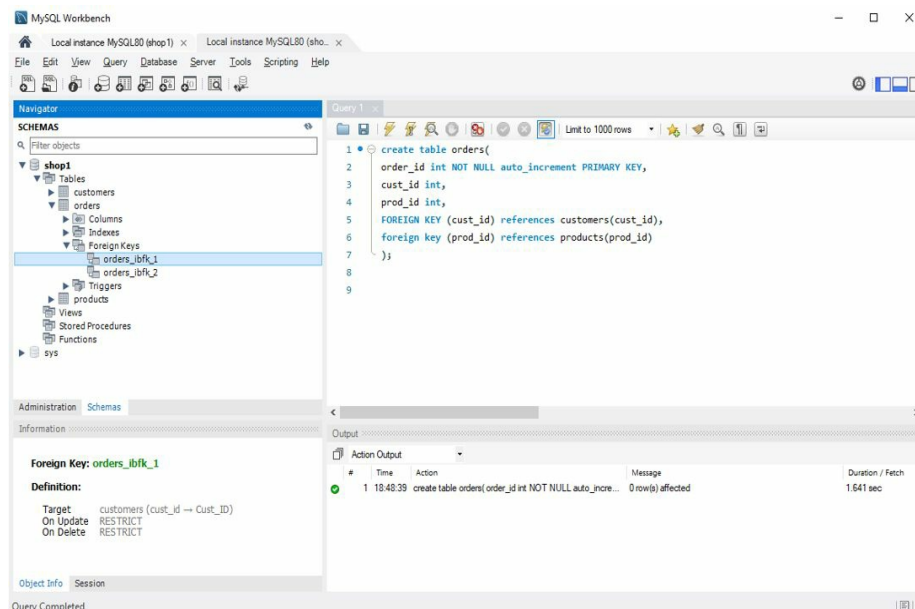 MySQL Workbench
Local instance MySQL80 (shop1) ×
Local instance MySQL80 (sho... ×
File Edit View Query Database Server Tools Scripting Help
Navigator
SCHEMAS
Filter objects
shop1
Tables
customers
orders
Columns
Indexes
Foreign Keys
orders_ibfk_1
orders_ibfk_2
Triggers
products
Views
Stored Procedures
Functions
sys
Administration Schemas
Information
Foreign Key: orders_ibfk_1
Definition:
Target customers (cust_id → Cust_ID)
On Update RESTRICT
On Delete RESTRICT
Object Info Session
Query Completed
Query 1 ×
Limit to 1000 rows
1 create table orders(
2 order_id int NOT NULL auto_increment PRIMARY KEY,
3 cust_id int,
4 prod_id int,
5 FOREIGN KEY (cust_id) references customers(cust_id),
6 foreign key (prod_id) references products(prod_id)
7 );
8
9
Output
Action Output
# Time Action Message Duration / Fetch
1 18:48:39 create table orders( order_id int NOT NULL auto_incre... 0 row(s) affected 1.641 sec